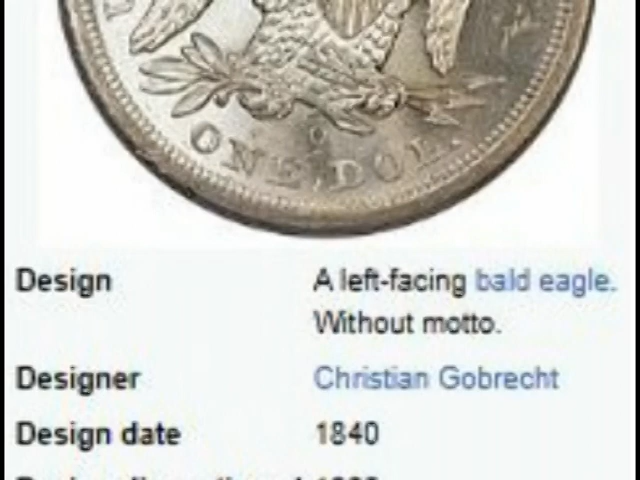 O
ONE DOL.
Design A left-facing bald eagle.
Without motto.
Designer Christian Gobrecht
Design date 1840